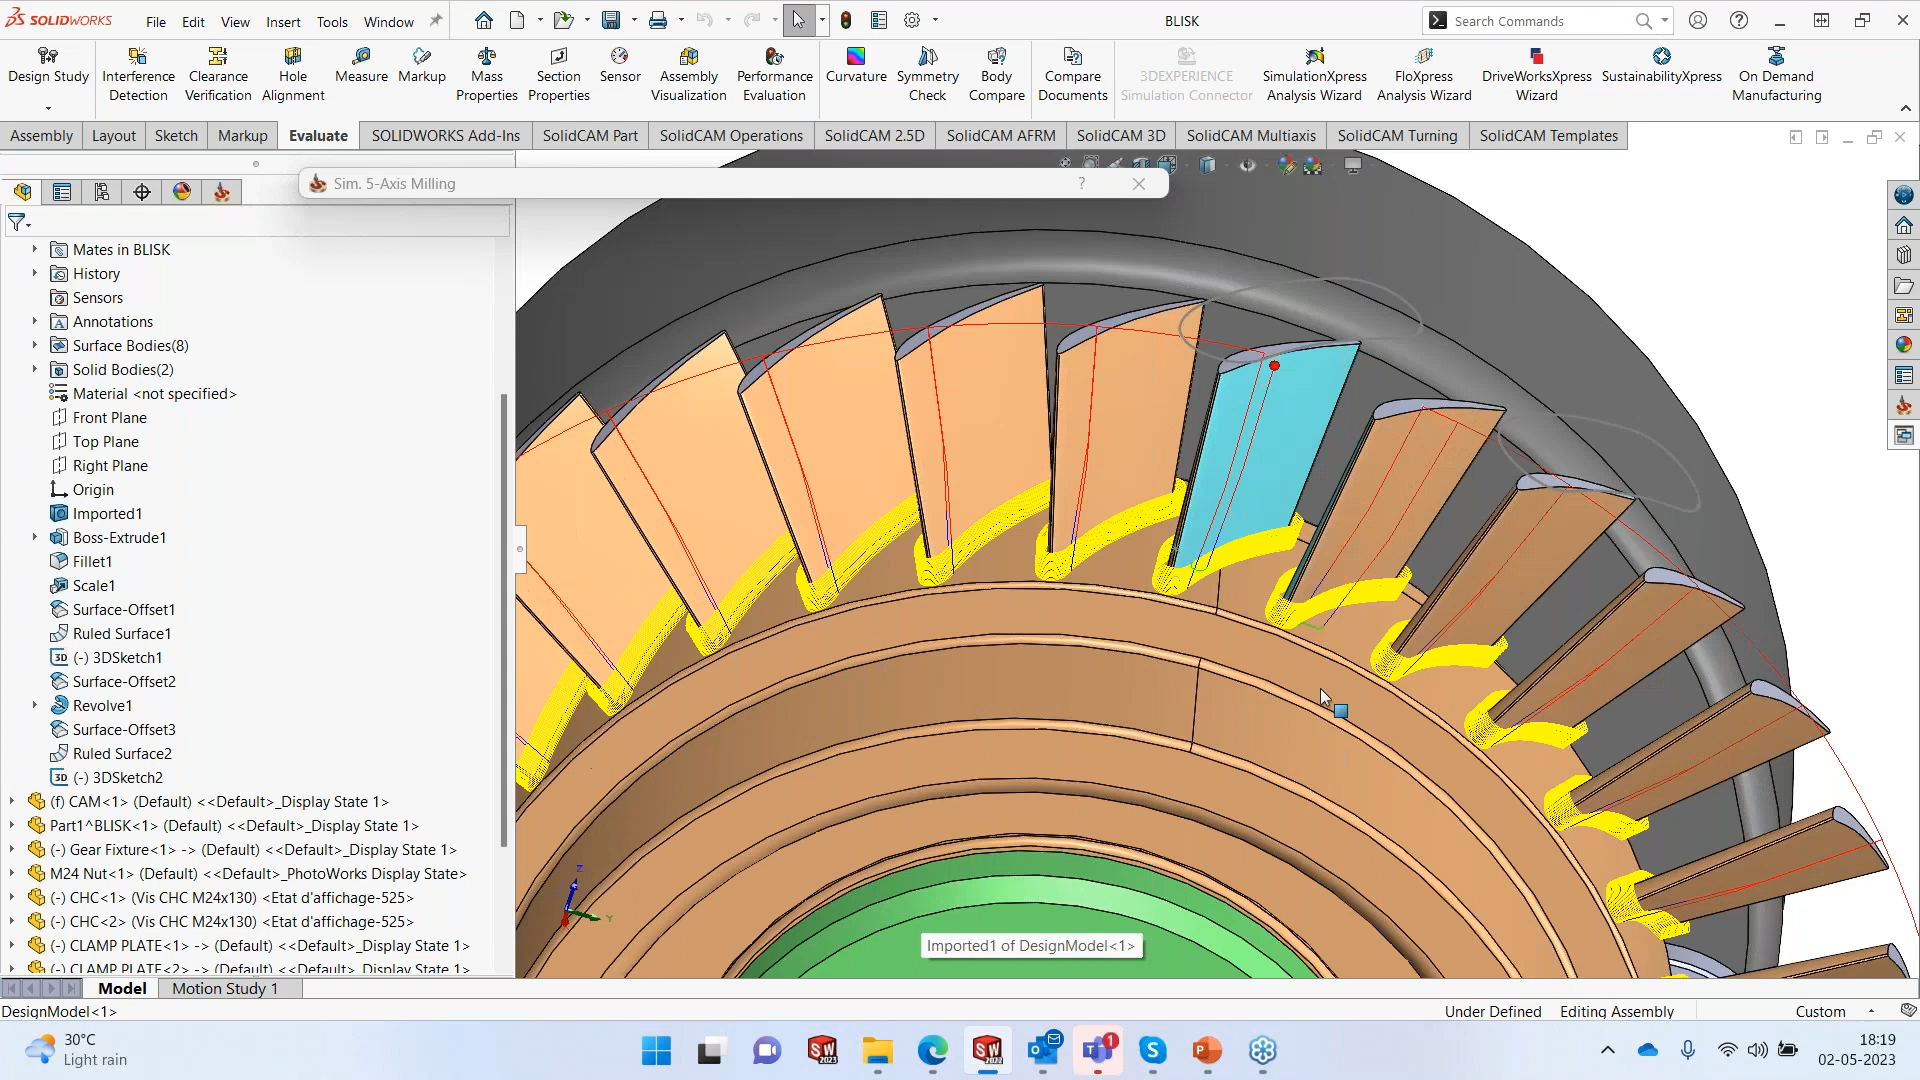 SOLIDWORKS File Edit View Insert Tools Window BLISK Search Commands
Design Study
Interference Detection
Clearance Verification
Hole Alignment
Measure
Markup
Mass Properties
Section Properties
Sensor
Assembly Visualization
Performance Evaluation
Curvature
Symmetry Check
Body Compare
Compare Documents
3DEXPERIENCE Simulation Connector
SimulationXpress Analysis Wizard
FloXpress Analysis Wizard
DriveWorksXpress Wizard
SustainabilityXpress
On Demand Manufacturing
Assembly Layout Sketch Markup Evaluate SOLIDWORKS Add-Ins SolidCAM Part SolidCAM Operations SolidCAM 2.5D SolidCAM AFRM SolidCAM 3D SolidCAM Multiaxis SolidCAM Turning SolidCAM Templates
Sim. 5-Axis Milling ?
Mates in BLISK
History
Sensors
Annotations
Surface Bodies(8)
Solid Bodies(2)
Material <not specified>
Front Plane
Top Plane
Right Plane
Origin
Imported1
Boss-Extrude1
Fillet1
Scale1
Surface-Offset1
Ruled Surface1
3D (-) 3DSketch1
Surface-Offset2
Revolve1
Surface-Offset3
Ruled Surface2
3D (-) 3DSketch2
(f) CAM<1> (Default) <<Default>_Display State 1>
Part1^BLISK<1> (Default) <<Default>_Display State 1>
(-) Gear Fixture<1> -> (Default) <<Default>_Display State 1>
M24 Nut<1> (Default) <<Default>_PhotoWorks Display State>
(-) CHC<1> (Vis CHC M24x130) <Etat d'affichage-525>
(-) CHC<2> (Vis CHC M24x130) <Etat d'affichage-525>
(-) CLAMP PLATE<1> -> (Default) <<Default>_Display State 1>
(-) CLAMP PLATE<2> -> (Default) <<Default>_Display State 1>
Z
Y
Imported1 of DesignModel<1>
Model Motion Study 1
DesignModel<1> Under Defined Editing Assembly Custom
30°C
Light rain
18:19
02-05-2023